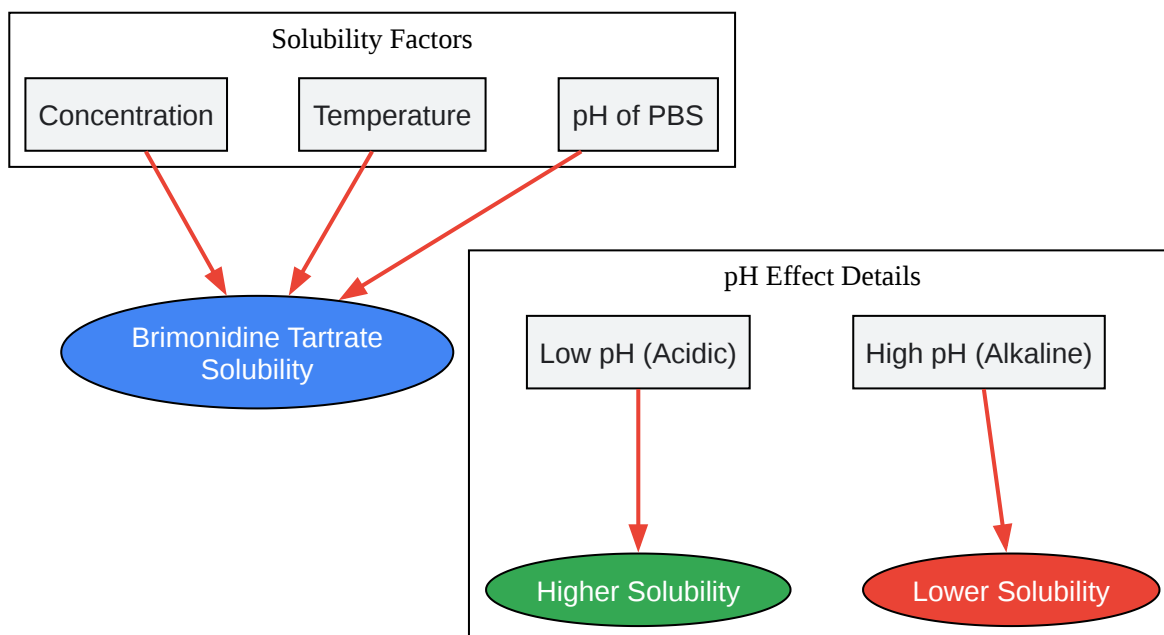 Solubility Factors
Concentration
Temperature
pH of PBS
Brimonidine Tartrate
Solubility
pH Effect Details
Low pH (Acidic)
High pH (Alkaline)
Higher Solubility
Lower Solubility